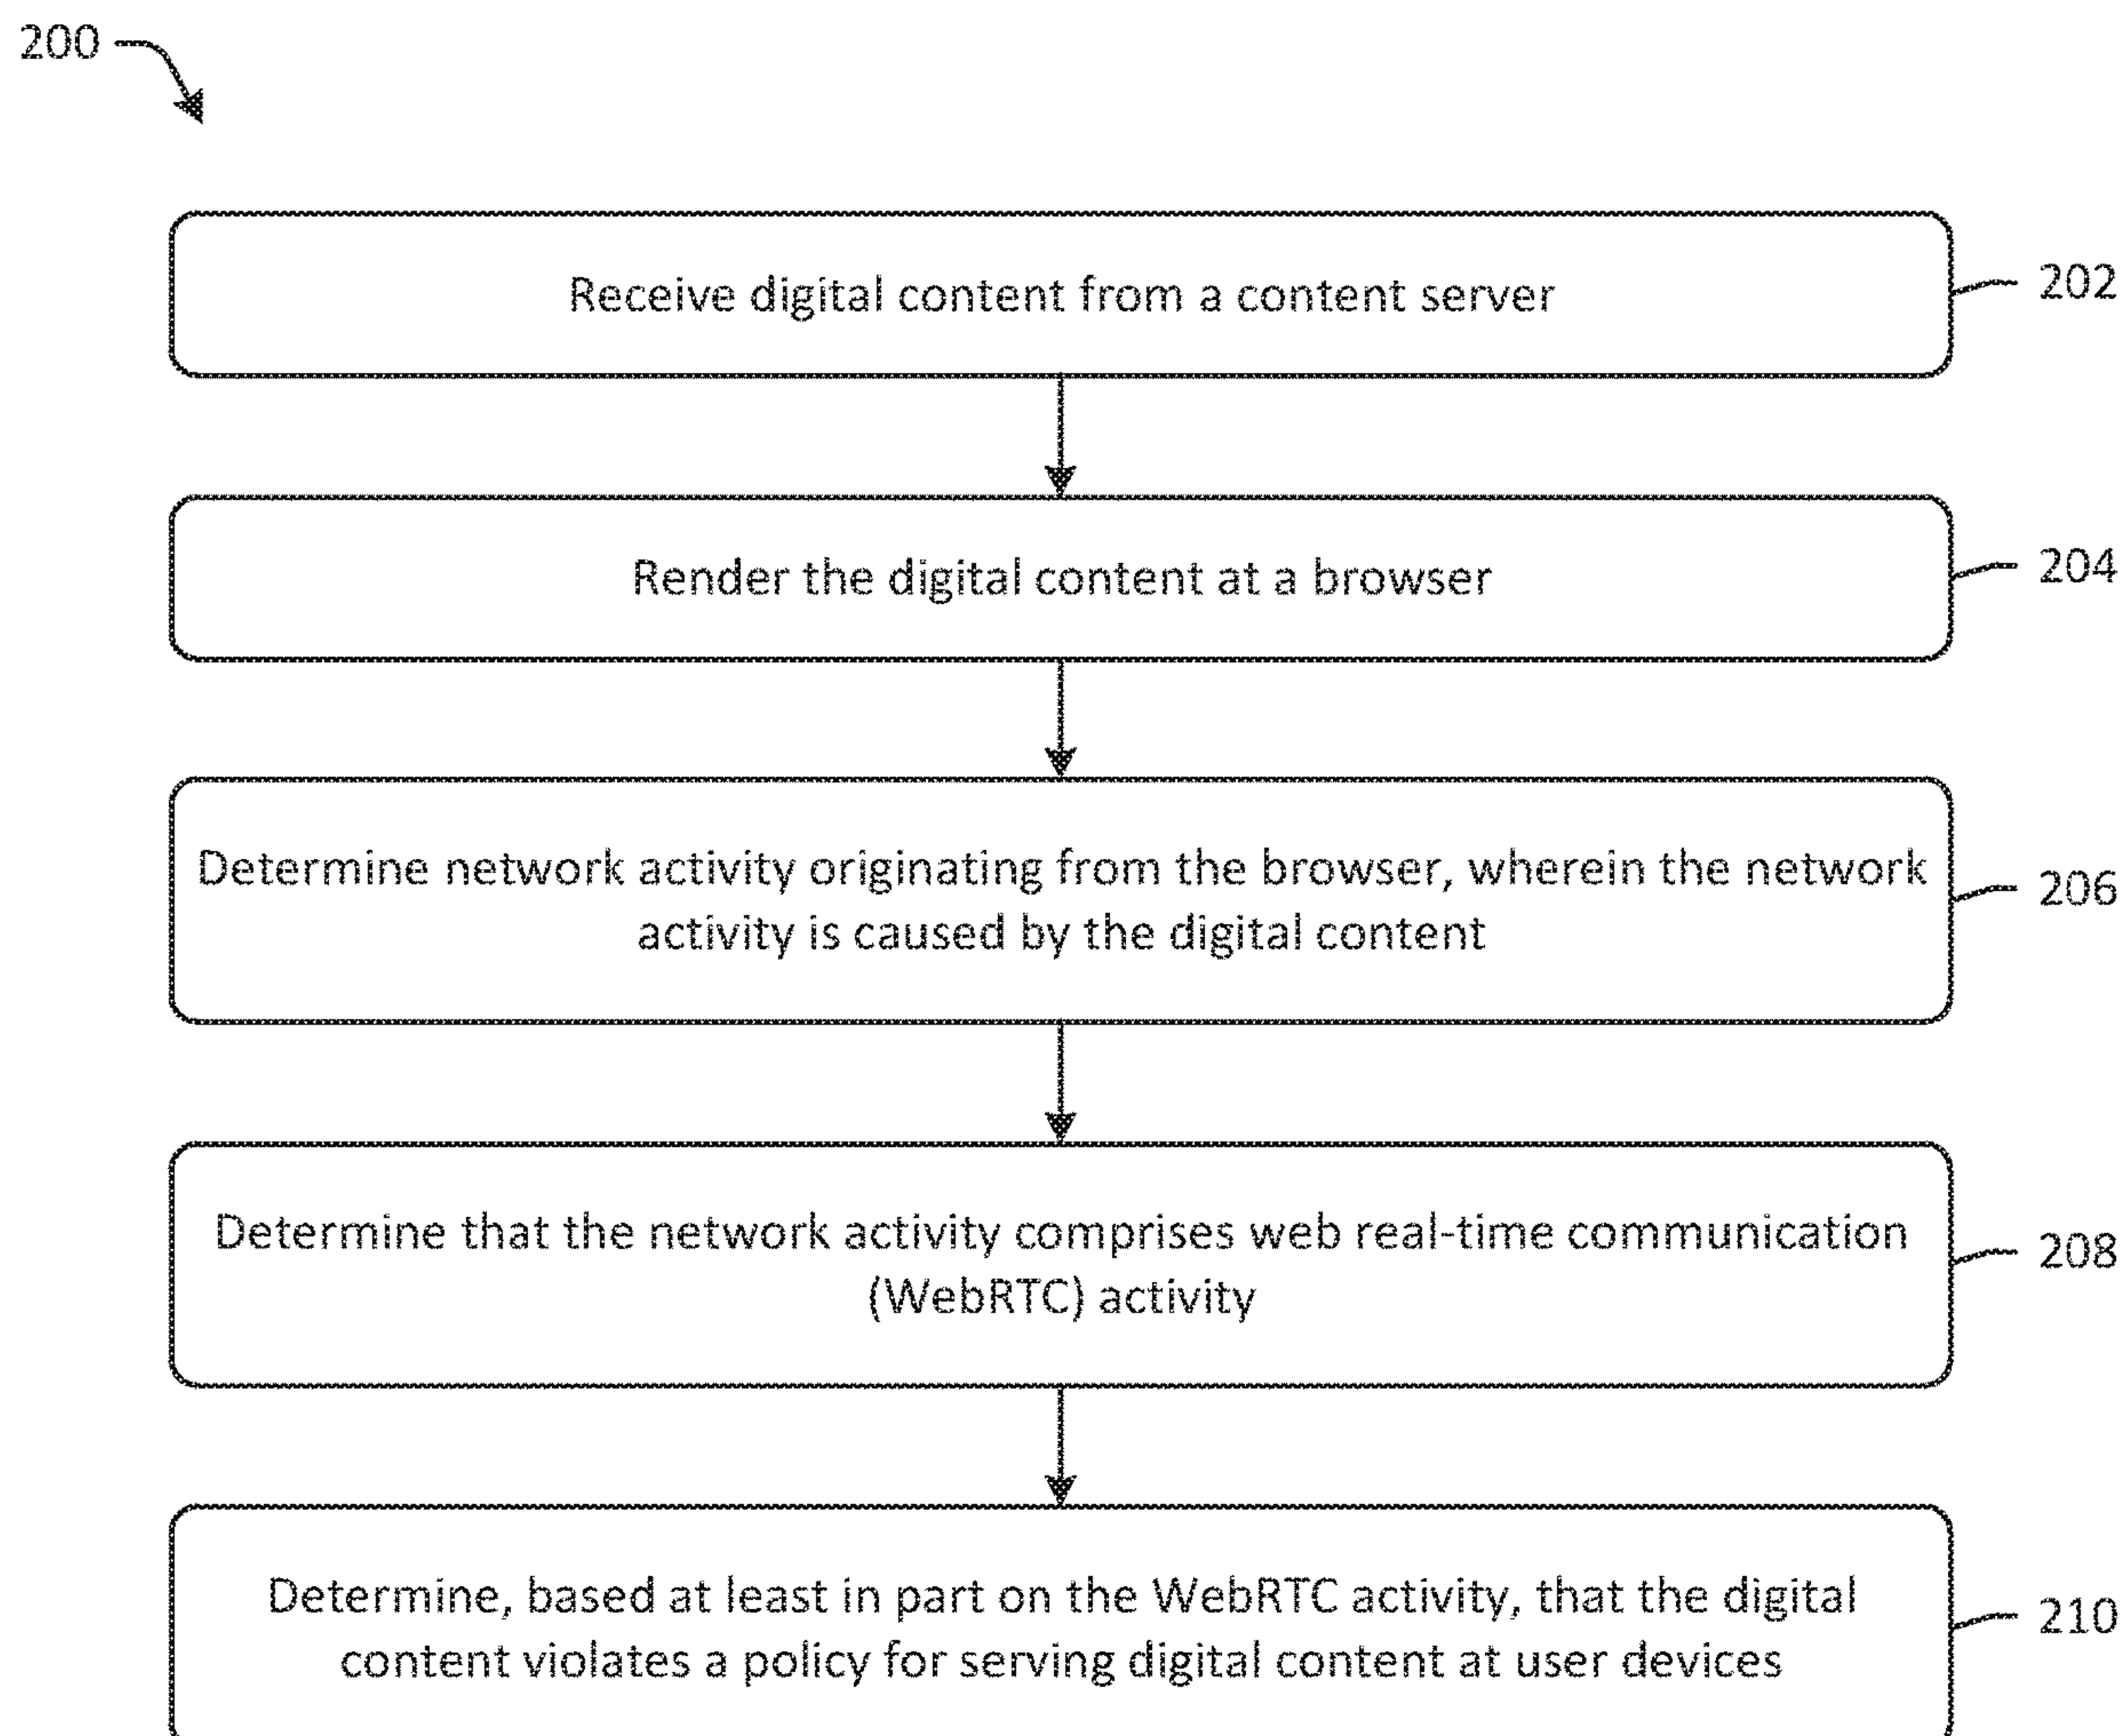 200
Receive digital content from a content server
202
Render the digital content at a browser
204
Determine network activity originating from the browser, wherein the network
activity is caused by the digital content
206
Determine that the network activity comprises web real-time communication
(WebRTC) activity
208
Determine, based at least in part on the WebRTC activity, that the digital
content violates a policy for serving digital content at user devices
210